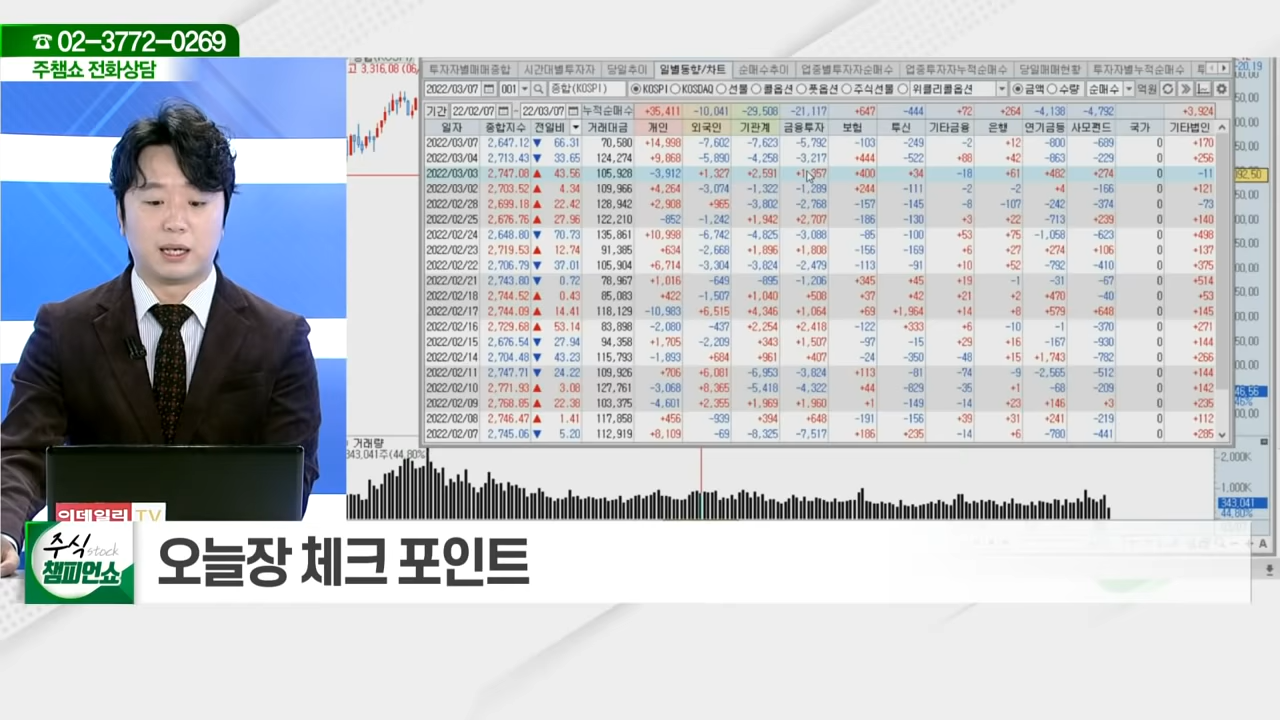 ☎ 02-3772-0269
주챔쇼 전화상담
투자자별매매종합 시간대별투자자 당일추이 일별동향/차트 순매수추이 업종별투자자순매수 업종투자자누적순매수 당일매매현황 투자자별누적순매수
2022/03/07 001 종합(KOSPI) KOSPI KOSDAQ 선물 콜옵션 풋옵션 주식선물 위클리콜옵션 금액 수량 순매수 억원
기간 22/02/07 ~ 22/03/07 누적순매수 +35,411 -10,041 -29,508 -21,117 +647 -444 +72 +264 -4,138 -4,792 +3,924
일자 종합지수 전일비 거래대금 개인 외국인 기관계 금융투자 보험 투신 기타금융 은행 연기금등 사모펀드 국가 기타법인
2022/03/07 2,647.12 ▼ 66.31 70,580 +14,998 -7,602 -7,623 -5,792 -103 -249 -2 +12 -800 -689 0 +170
2022/03/04 2,713.43 ▼ 33.65 124,274 +9,868 -5,890 -4,258 -3,217 +444 -522 +88 +42 -863 -229 0 +256
2022/03/03 2,747.08 ▲ 43.56 105,928 -3,912 +1,327 +2,591 +1,357 +400 +34 -18 +61 +482 +274 0 -11
2022/03/02 2,703.52 ▲ 4.34 109,966 +4,264 -3,074 -1,322 -1,289 +244 -111 -2 -2 +4 -166 0 +121
2022/02/28 2,699.18 ▲ 22.42 128,942 +2,908 +965 -3,802 -2,768 -157 -145 -8 -107 -242 -374 0 -73
2022/02/25 2,676.76 ▲ 27.96 122,210 -852 -1,242 +1,942 +2,707 -186 -130 +3 +22 -713 +239 0 +140
2022/02/24 2,648.80 ▼ 70.73 135,861 +10,998 -6,742 -4,825 -3,088 -85 -100 +53 +75 -1,058 -623 0 +498
2022/02/23 2,719.53 ▲ 12.74 91,385 +634 -2,668 +1,896 +1,808 -156 -169 +6 +27 +274 +106 0 +137
2022/02/22 2,706.79 ▼ 37.01 105,904 +6,714 -3,304 -3,824 -2,479 -113 -91 +10 +52 -792 -410 0 +375
2022/02/21 2,743.80 ▼ 0.72 78,967 +1,016 -649 -895 -1,206 +345 +45 +19 -1 -31 -67 0 +514
2022/02/18 2,744.52 ▲ 0.43 85,083 +422 -1,507 +1,040 +508 +37 +42 +21 +2 +470 -40 0 +53
2022/02/17 2,744.09 ▲ 14.41 118,129 -10,983 +6,515 +4,346 +1,064 +69 +1,964 +14 +8 +579 +648 0 +145
2022/02/16 2,729.68 ▲ 53.14 83,898 -2,080 -437 +2,254 +2,418 -122 +333 +6 -10 -1 -370 0 +271
2022/02/15 2,676.54 ▼ 27.94 94,358 +1,705 -2,209 +343 +1,507 -97 -15 +29 +16 -167 -930 0 +144
2022/02/14 2,704.48 ▼ 43.23 115,793 -1,893 +684 +961 +407 -24 -350 -48 +15 +1,743 -782 0 +266
2022/02/11 2,747.71 ▼ 24.22 109,926 +706 +6,081 -6,953 -3,824 +113 -81 -74 -9 -2,565 -512 0 +144
2022/02/10 2,771.93 ▲ 3.08 127,761 -3,068 +8,365 -5,418 -4,322 +44 -829 -35 +1 -68 -209 0 +142
2022/02/09 2,768.85 ▲ 22.38 103,375 -4,601 +2,355 +1,969 +1,960 +1 -149 -14 +23 +146 +3 0 +235
2022/02/08 2,746.47 ▲ 1.41 117,858 +456 -939 +394 +648 -191 -156 +39 +31 +241 -219 0 +112
2022/02/07 2,745.06 ▼ 5.20 112,919 +8,109 -69 -8,325 -7,517 +186 +235 -14 +6 -780 -441 0 +285
거래량
343,041주(44.80%)
2,000K
1,000K
343,041
44.80%
이데일리 TV
주식 stock
챔피언쇼
오늘장 체크 포인트